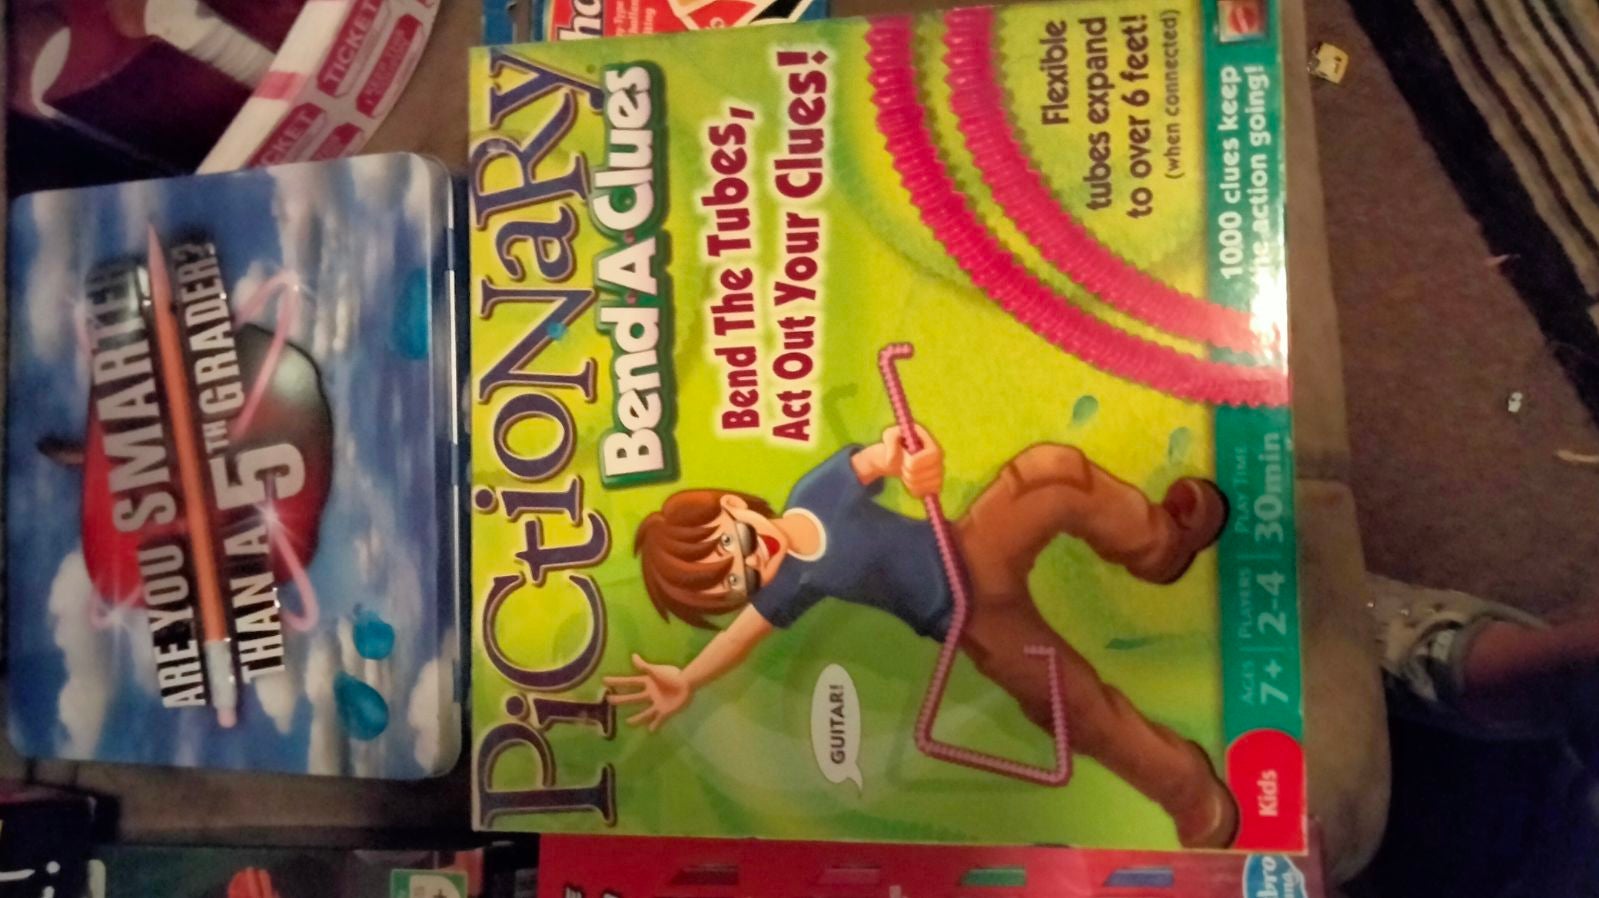 PiCtioNaRy
Bend-A-Clues
Bend The Tubes,
Act Out Your Clues!
Flexible
tubes expand
to over 6 feet!
(when connected)
GUITAR!
1000 clues keep
the action going!
AGES
7+
PLAYERS
2-4
PLAY TIME
30min
Kids
ARE YOU SMARTER
THAN A 5TH GRADER?
TICKET
TICKET